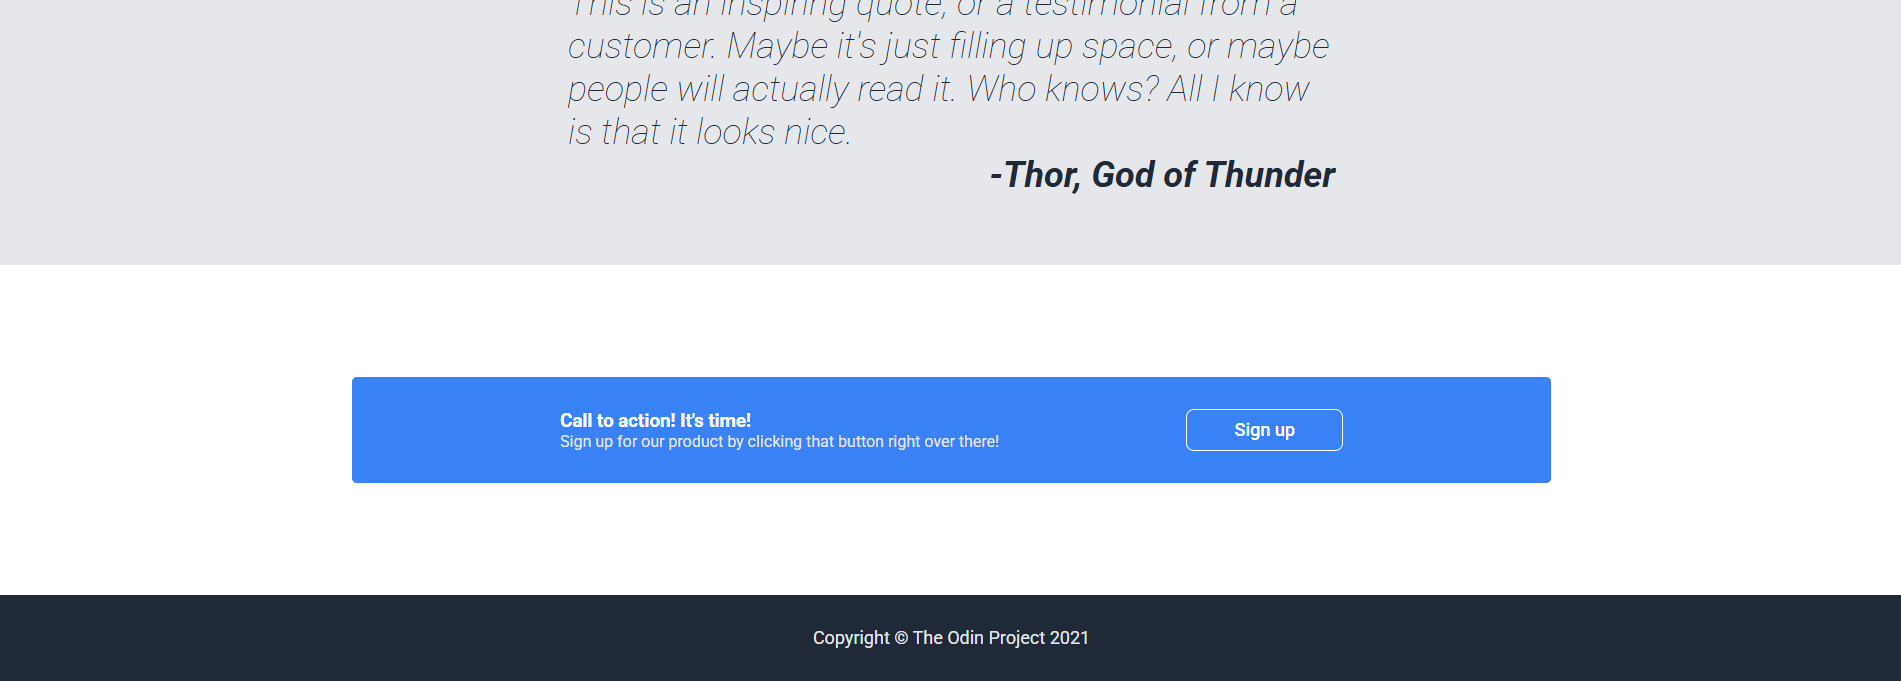 This is an inspiring quote, or a testimonial from a
customer. Maybe it's just filling up space, or maybe
people will actually read it. Who knows? All I know
is that it looks nice.
-Thor, God of Thunder
Call to action! It's time!
Sign up for our product by clicking that button right over there!
Sign up
Copyright © The Odin Project 2021